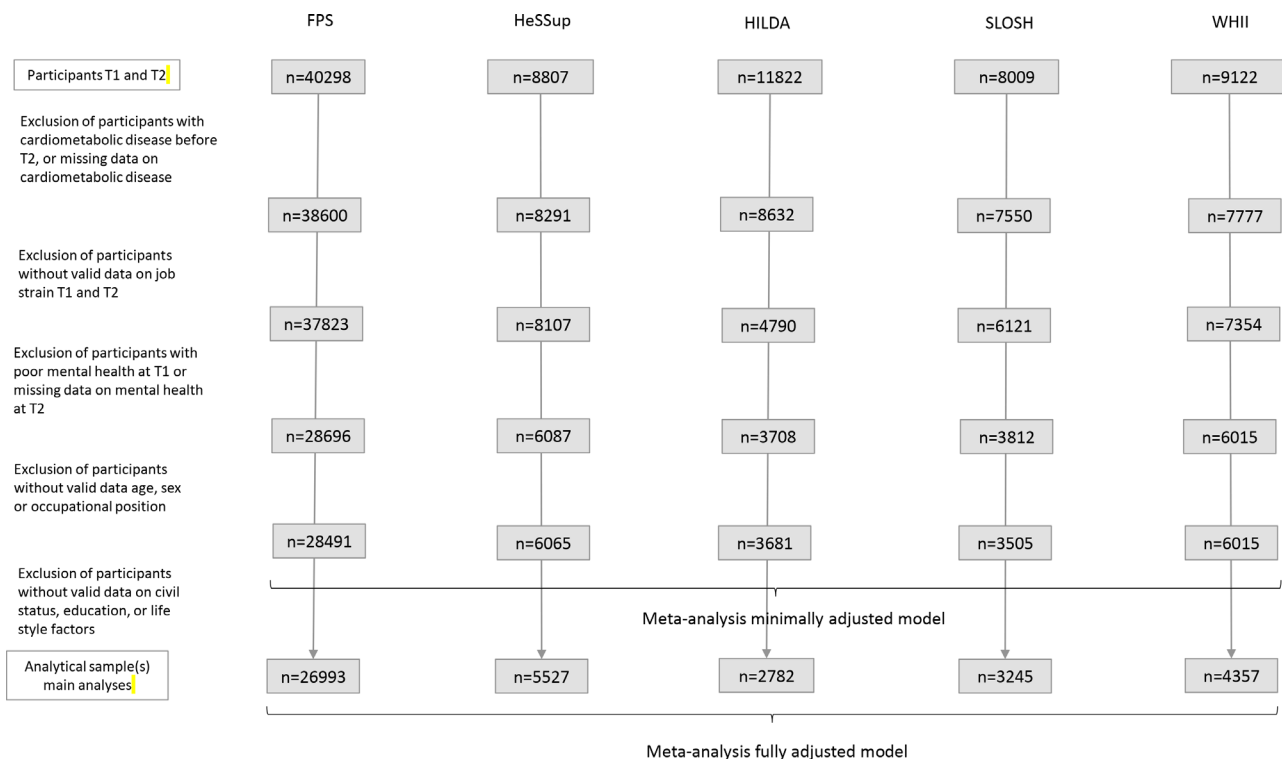 FPS HeSSup HILDA SLOSH WHII
Participants T1 and T2 n=40298 n=8807 n=11822 n=8009 n=9122
Exclusion of participants with
cardiometabolic disease before
T2, or missing data on
cardiometabolic disease
n=38600 n=8291 n=8632 n=7550 n=7777
Exclusion of participants
without valid data on job
strain T1 and T2
n=37823 n=8107 n=4790 n=6121 n=7354
Exclusion of participants with
poor mental health at T1 or
missing data on mental health
at T2
n=28696 n=6087 n=3708 n=3812 n=6015
Exclusion of participants
without valid data age, sex
or occupational position
n=28491 n=6065 n=3681 n=3505 n=6015
Exclusion of participants
without valid data on civil
status, education, or life
style factors
Meta-analysis minimally adjusted model
Analytical sample(s)
main analyses
n=26993 n=5527 n=2782 n=3245 n=4357
Meta-analysis fully adjusted model